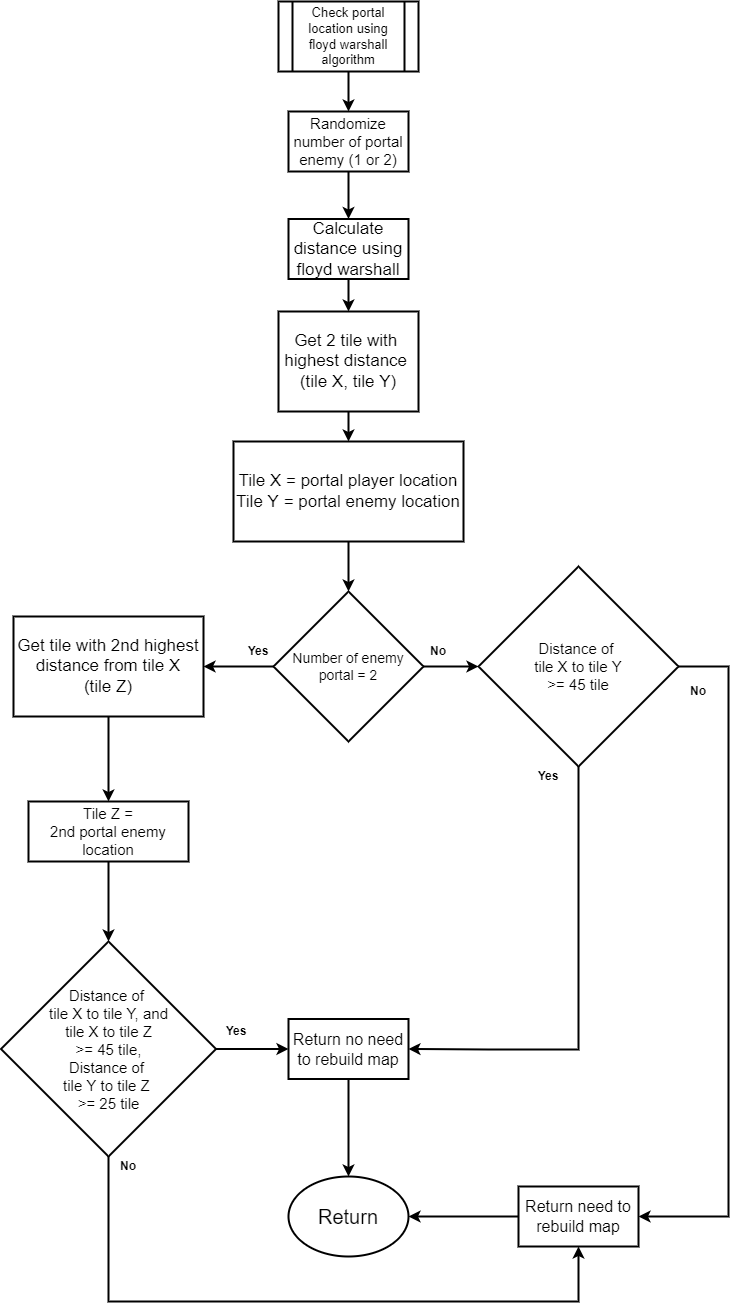 Check portal
location using
floyd warshall
algorithm
Randomize
number of portal
enemy (1 or 2)
Calculate
distance using
floyd warshall
Get 2 tile with
highest distance
(tile X, tile Y)
Tile X = portal player location
Tile Y = portal enemy location
Number of enemy
portal = 2
Yes
No
Get tile with 2nd highest
distance from tile X
(tile Z)
Distance of
tile X to tile Y
>= 45 tile
No
Yes
Tile Z =
2nd portal enemy
location
Distance of
tile X to tile Y, and
tile X to tile Z
>= 45 tile,
Distance of
tile Y to tile Z
>= 25 tile
Yes
No
Return no need
to rebuild map
Return
Return need to
rebuild map